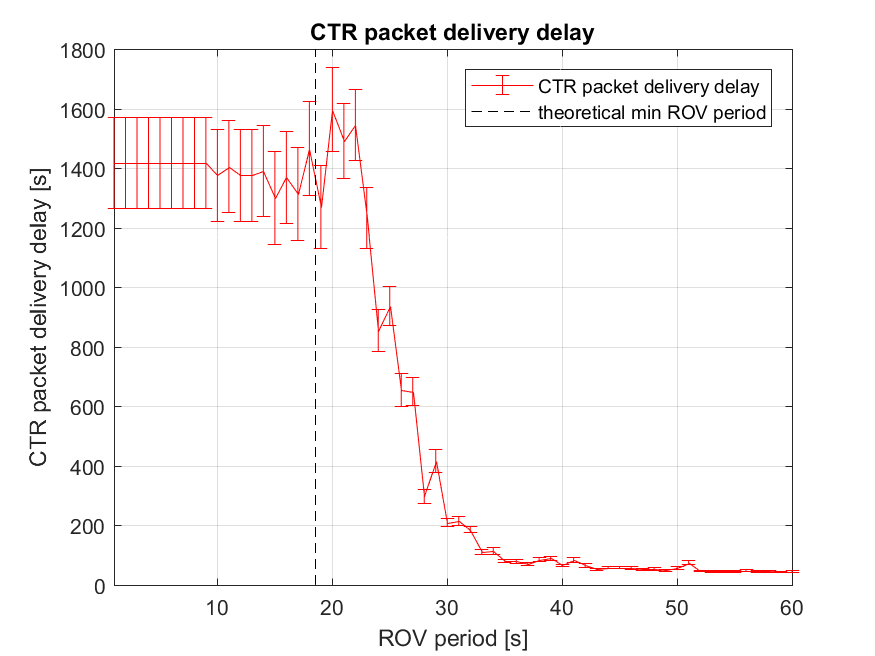 CTR packet delivery delay
1800
1600
1400
1200
1000
800
600
400
200
0
CTR packet delivery delay [s]
CTR packet delivery delay
theoretical min ROV period
10 20 30 40 50 60
ROV period [s]